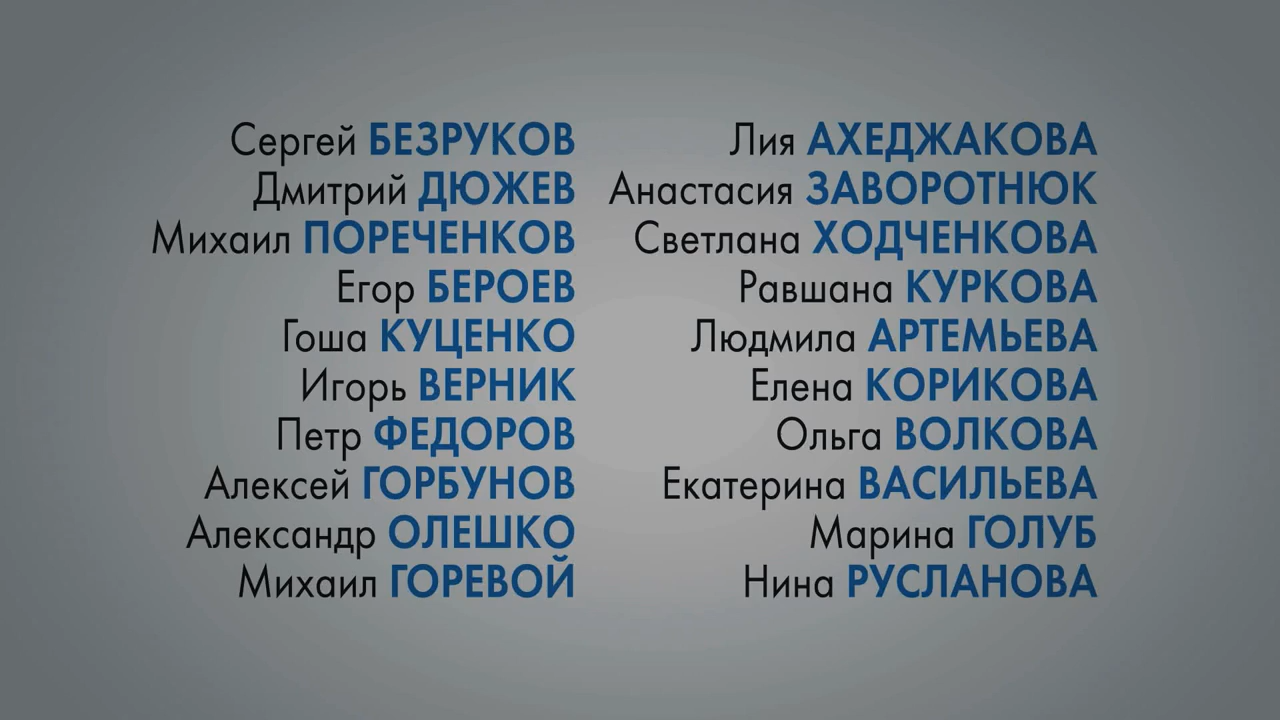 Сергей БЕЗРУКОВ
Дмитрий ДЮЖЕВ
Михаил ПОРЕЧЕНКОВ
Егор БЕРОЕВ
Гоша КУЦЕНКО
Игорь ВЕРНИК
Петр ФЕДОРОВ
Алексей ГОРБУНОВ
Александр ОЛЕШКО
Михаил ГОРЕВОЙ
Лия АХЕДЖАКОВА
Анастасия ЗАВОРОТНЮК
Светлана ХОДЧЕНКОВА
Равшана КУРКОВА
Людмила АРТЕМЬЕВА
Елена КОРИКОВА
Ольга ВОЛКОВА
Екатерина ВАСИЛЬЕВА
Марина ГОЛУБ
Нина РУСЛАНОВА